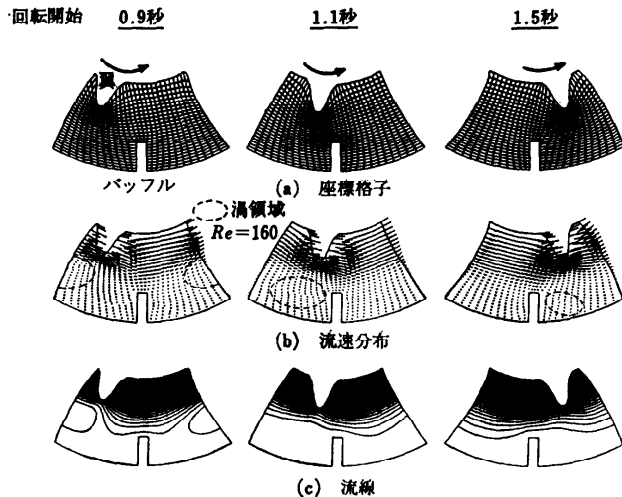 回転開始 0.9秒 1.1秒 1.5秒
翼
バッフル
(a) 座標格子
渦領域
Re=160
(b) 流速分布
(c) 流線